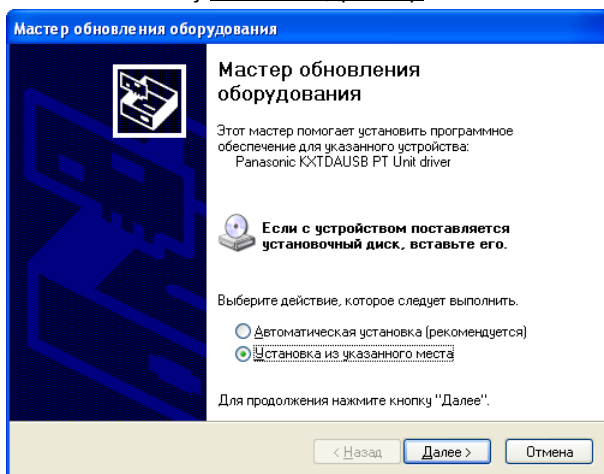 Мастер обновления оборудования
Мастер обновления
оборудования
Этот мастер помогает установить программное
обеспечение для указанного устройства:
Panasonic KXTDAUSB PT Unit driver
Если с устройством поставляется
установочный диск, вставьте его.
Выберите действие, которое следует выполнить.
Автоматическая установка (рекомендуется)
Установка из указанного места
Для продолжения нажмите кнопку "Далее".
< Назад Далее > Отмена